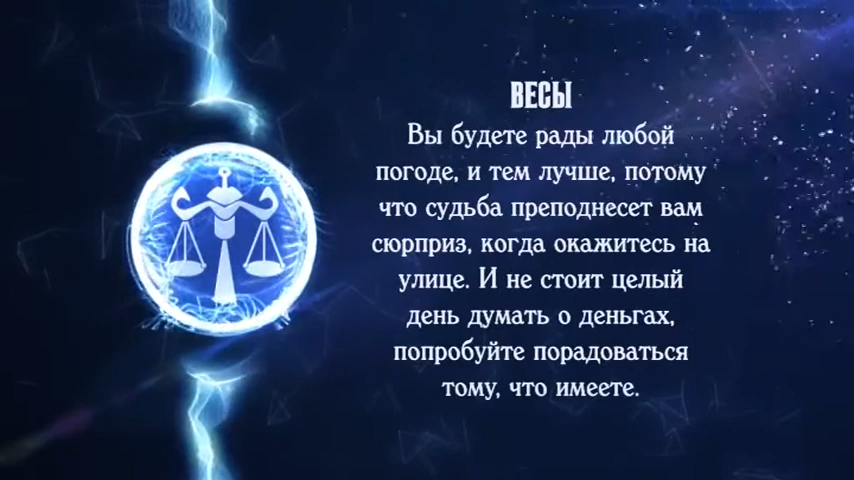 ВЕСЫ
Вы будете рады любой
погоде, и тем лучше, потому
что судьба преподнесет вам
сюрприз, когда окажитесь на
улице. И не стоит целый
день думать о деньгах,
попробуйте порадоваться
тому, что имеете.